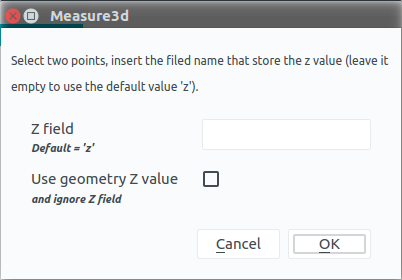 Measure3d
Select two points, insert the filed name that store the z value (leave it
empty to use the default value 'z').
Z field
Default = 'z'
Use geometry Z value
and ignore Z field
Cancel
OK